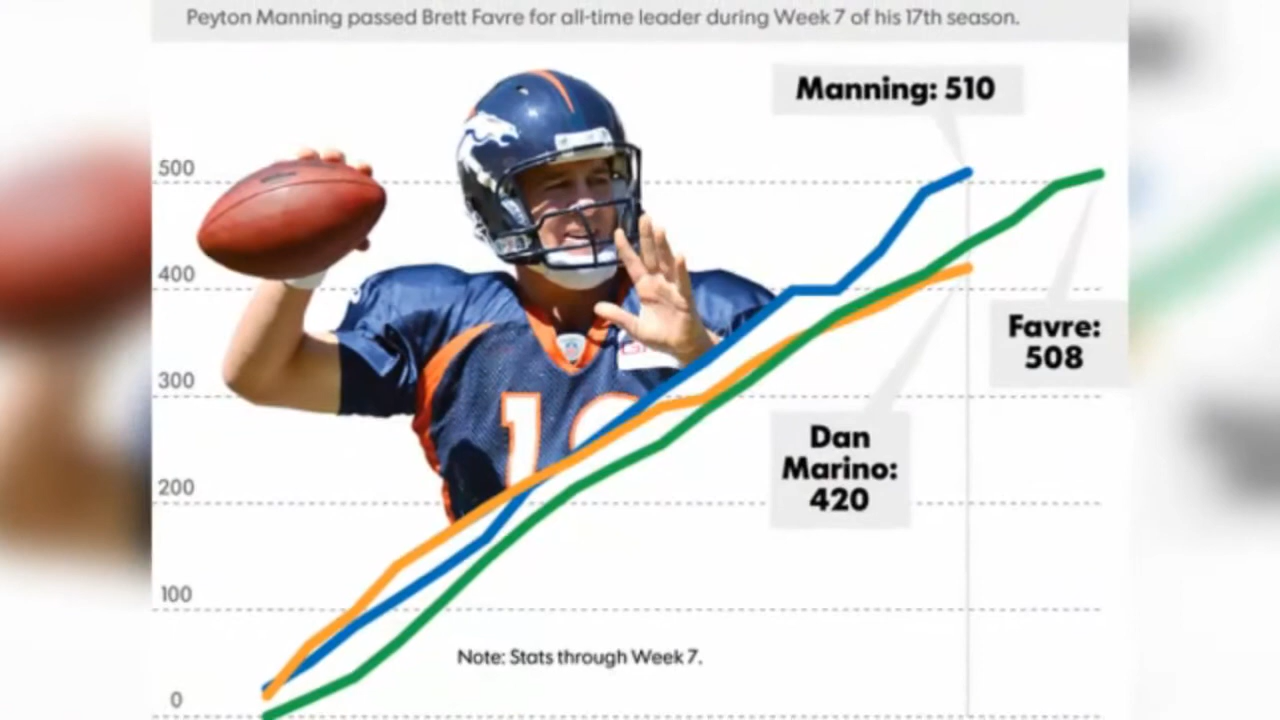 Peyton Manning passed Brett Favre for all-time leader during Week 7 of his 17th season.
Manning: 510
500
400
Favre:
508
300
Dan
Marino:
420
200
100
Note: Stats through Week 7.
0